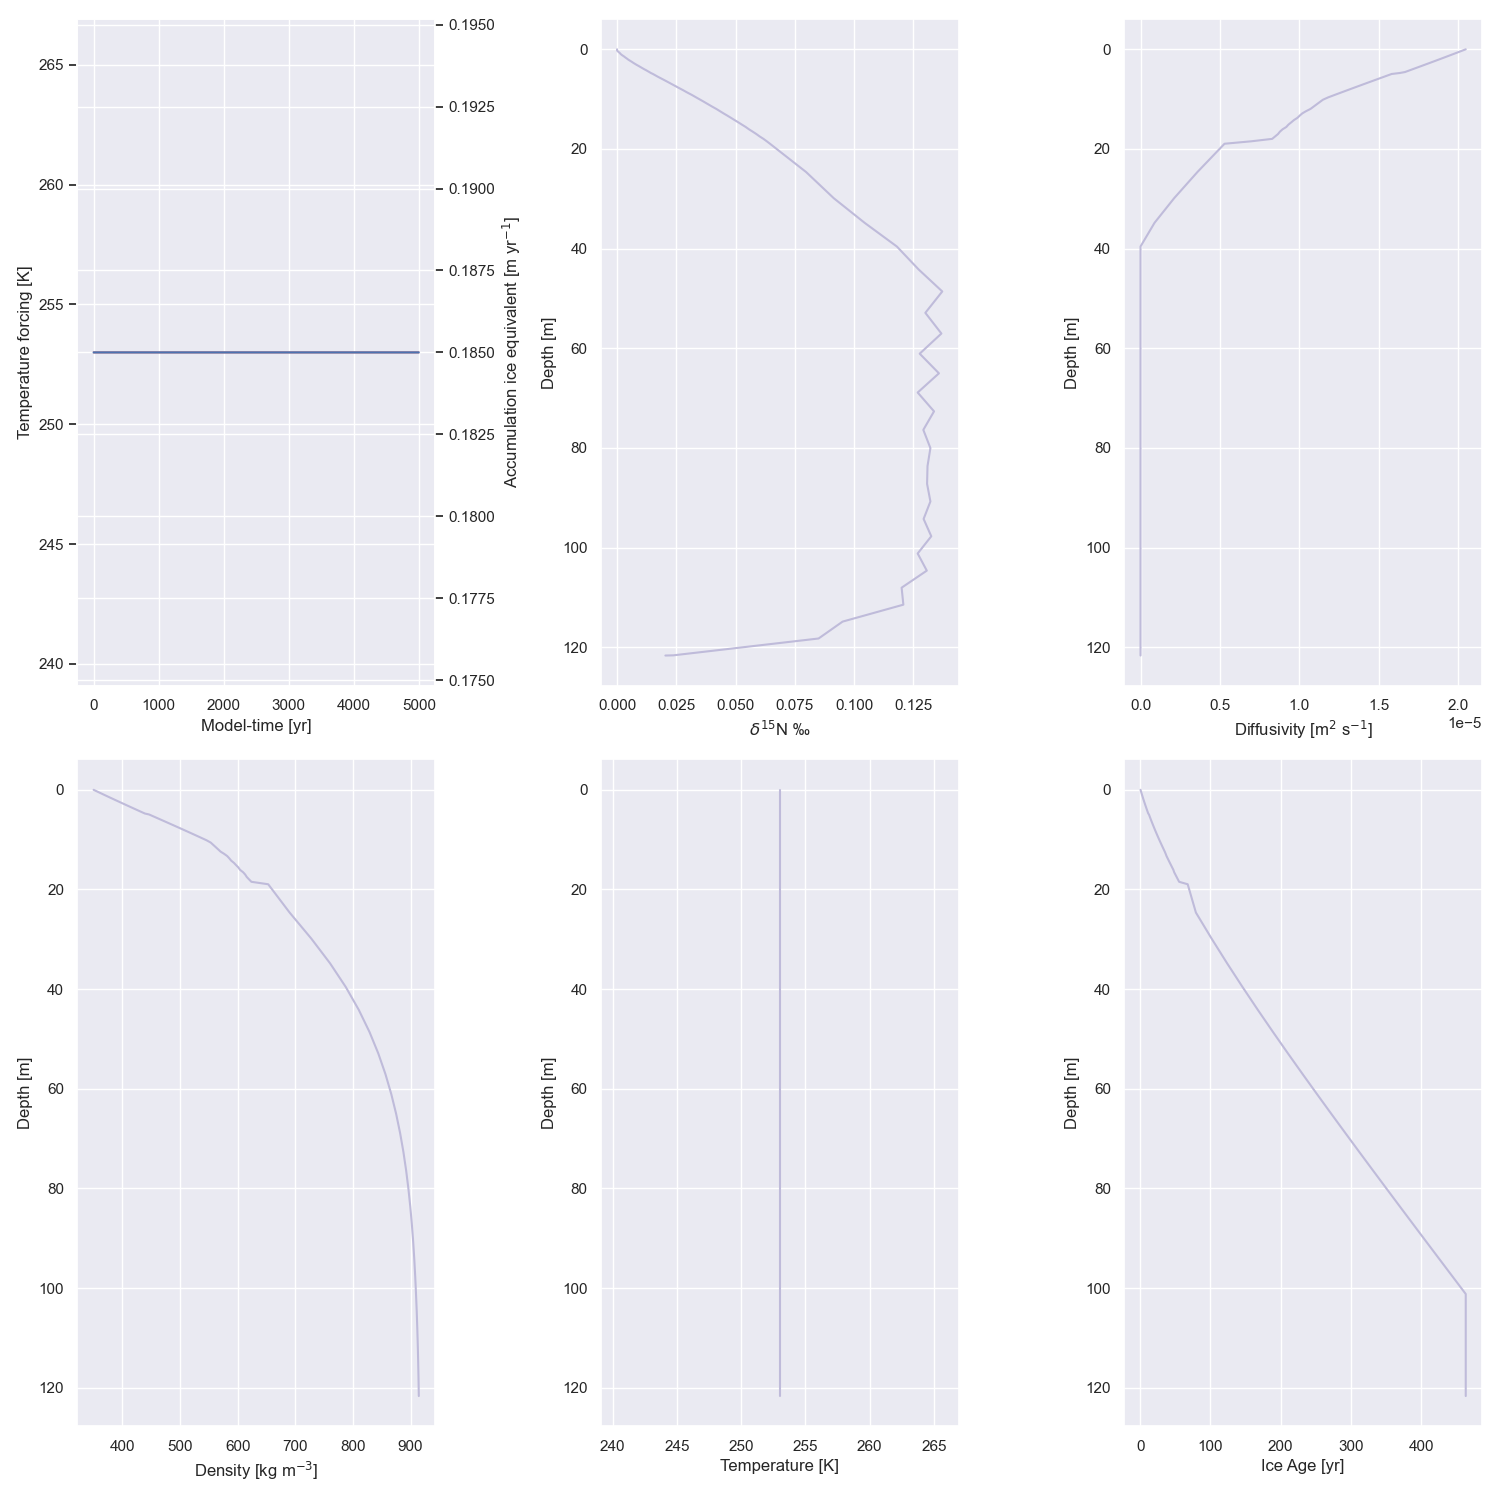 265
260
255
250
245
240
Temperature forcing [K]
0 1000 2000 3000 4000 5000
Model-time [yr]
0.1950
0.1925
0.1900
0.1875
0.1850
0.1825
0.1800
0.1775
0.1750
Accumulation ice equivalent [m yr⁻¹]
0
20
40
60
80
100
120
Depth [m]
0.000 0.025 0.050 0.075 0.100 0.125
δ¹⁵N ‰
0
20
40
60
80
100
120
Depth [m]
0.0 0.5 1.0 1.5 2.0
1e−5
Diffusivity [m² s⁻¹]
0
20
40
60
80
100
120
Depth [m]
400 500 600 700 800 900
Density [kg m⁻³]
0
20
40
60
80
100
120
Depth [m]
240 245 250 255 260 265
Temperature [K]
0
20
40
60
80
100
120
Depth [m]
0 100 200 300 400
Ice Age [yr]